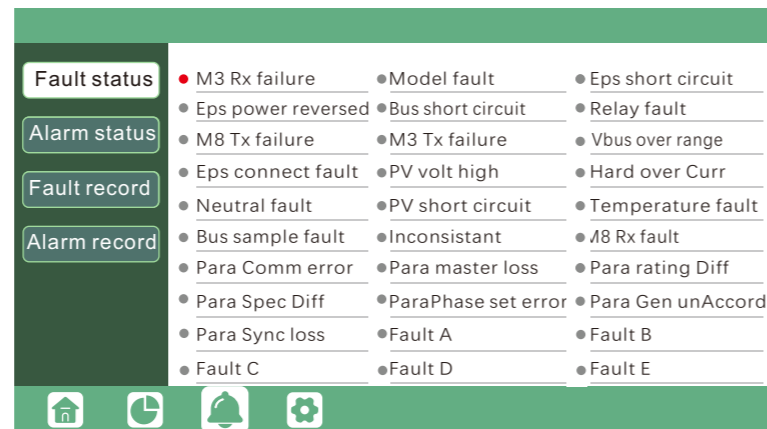 Fault status
Alarm status
Fault record
Alarm record
M3 Rx failure Model fault Eps short circuit
Eps power reversed Bus short circuit Relay fault
M8 Tx failure M3 Tx failure Vbus over range
Eps connect fault PV volt high Hard over Curr
Neutral fault PV short circuit Temperature fault
Bus sample fault Inconsistant Rx fault
Para Comm error Para master loss Para rating Diff
Para Spec Diff ParaPhase set error Para Gen unAccord
Para Sync loss Fault A Fault B
Fault C Fault D Fault E